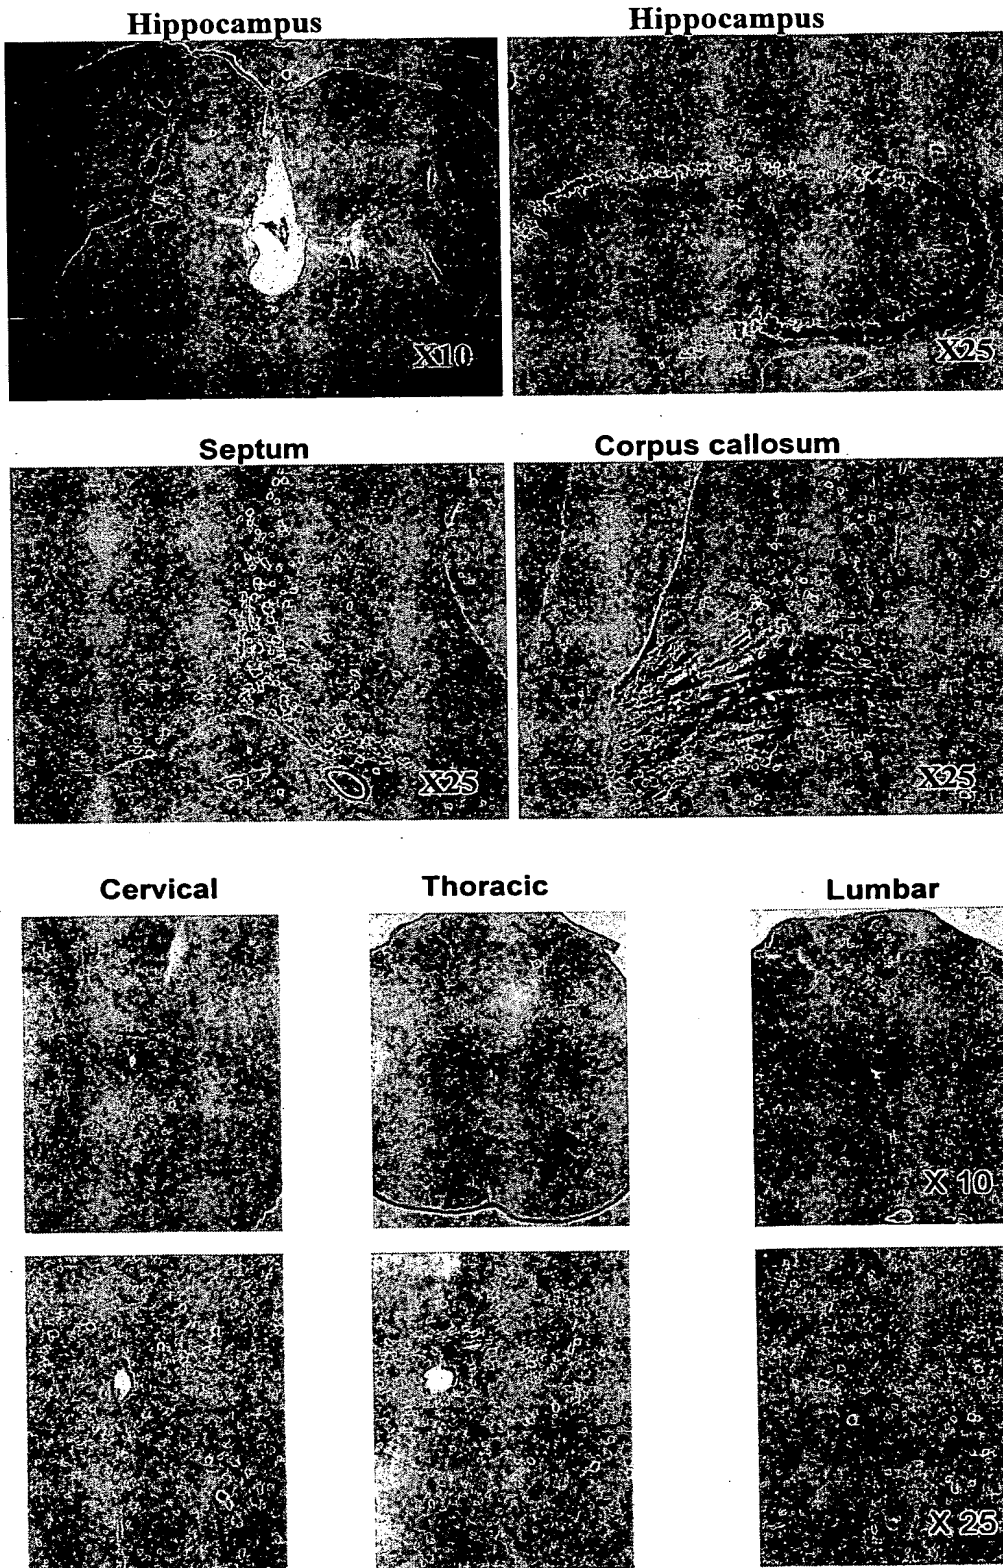 Hippocampus
Hippocampus
X10
X25
Septum
Corpus callosum
X25
X25
Cervical
Thoracic
Lumbar
X 10
X 25